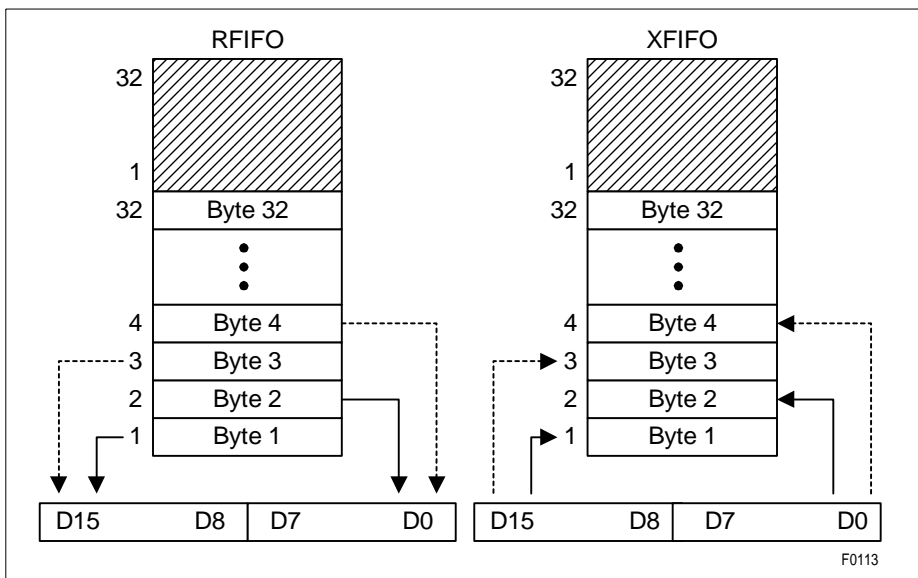 RFIFO XFIFO
32 32
1 1
32 Byte 32 32 Byte 32
4 Byte 4 4 Byte 4
3 Byte 3 3 Byte 3
2 Byte 2 2 Byte 2
1 Byte 1 1 Byte 1
D15 D8 D7 D0 D15 D8 D7 D0
F0113